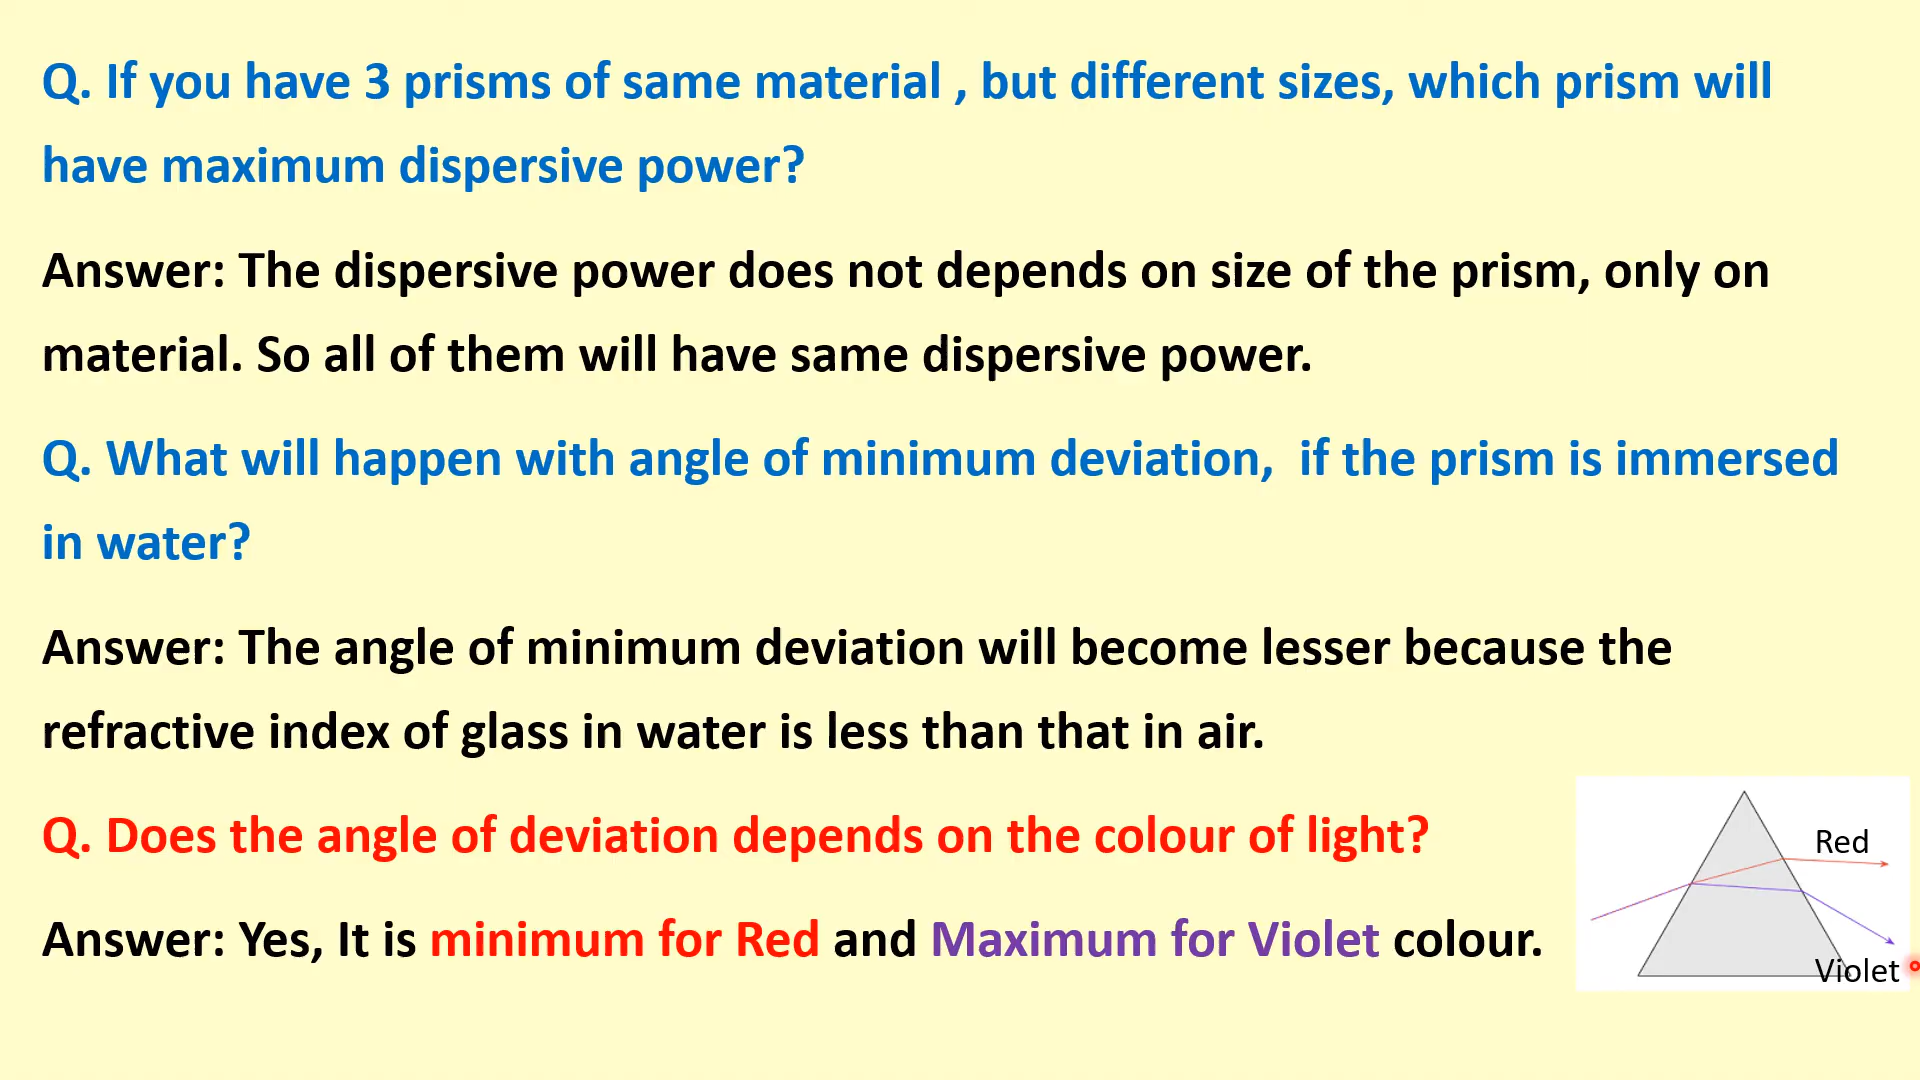 Q. If you have 3 prisms of same material , but different sizes, which prism will
have maximum dispersive power?
Answer: The dispersive power does not depends on size of the prism, only on
material. So all of them will have same dispersive power.
Q. What will happen with angle of minimum deviation,  if the prism is immersed
in water?
Answer: The angle of minimum deviation will become lesser because the
refractive index of glass in water is less than that in air.
Q. Does the angle of deviation depends on the colour of light?
Answer: Yes, It is minimum for Red and Maximum for Violet colour.
Red
Violet